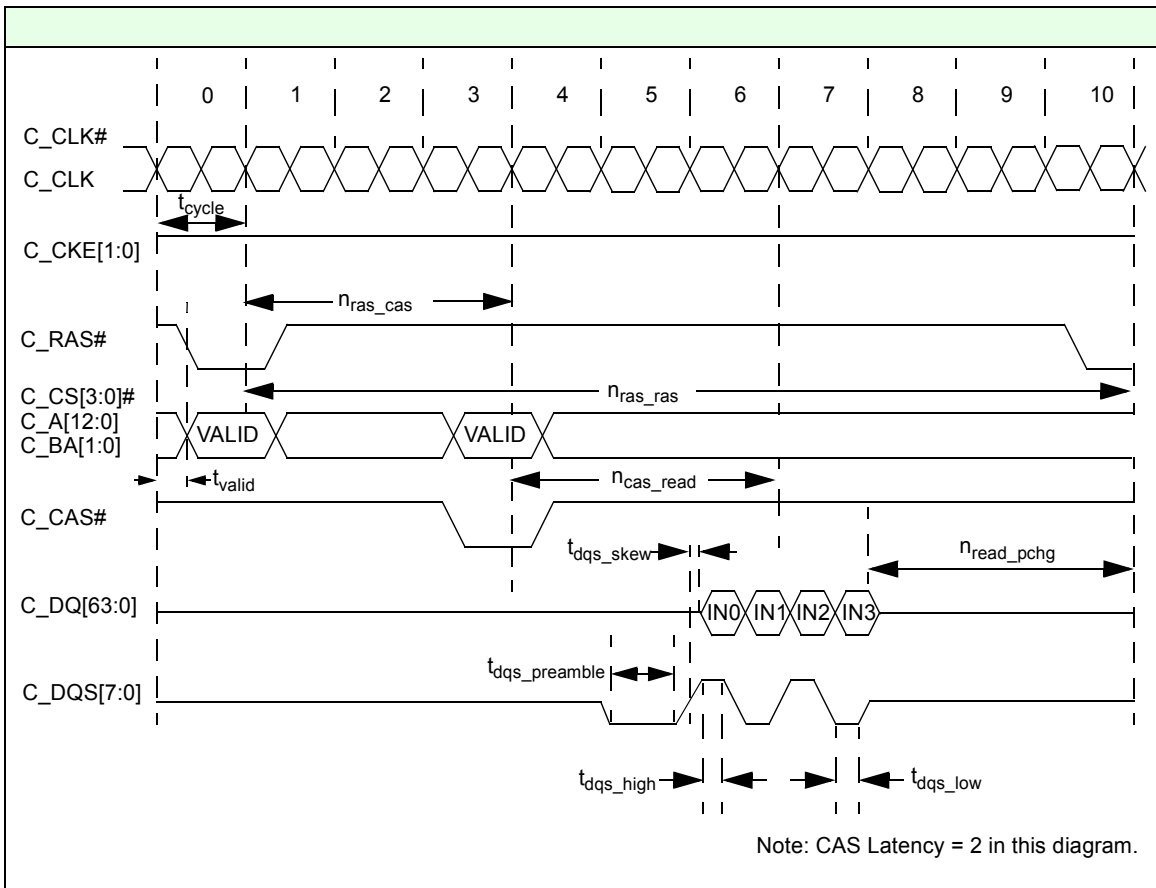 0 1 2 3 4 5 6 7 8 9 10
C_CLK#
C_CLK
tcycle
C_CKE[1:0]
nras_cas
C_RAS#
C_CS[3:0]#
nras_ras
C_A[12:0]
VALID VALID
C_BA[1:0]
tvalid
ncas_read
C_CAS#
tdqs_skew
nread_pchg
C_DQ[63:0]
IN0 IN1 IN2 IN3
tdqs_preamble
C_DQS[7:0]
tdqs_high
tdqs_low
Note: CAS Latency = 2 in this diagram.